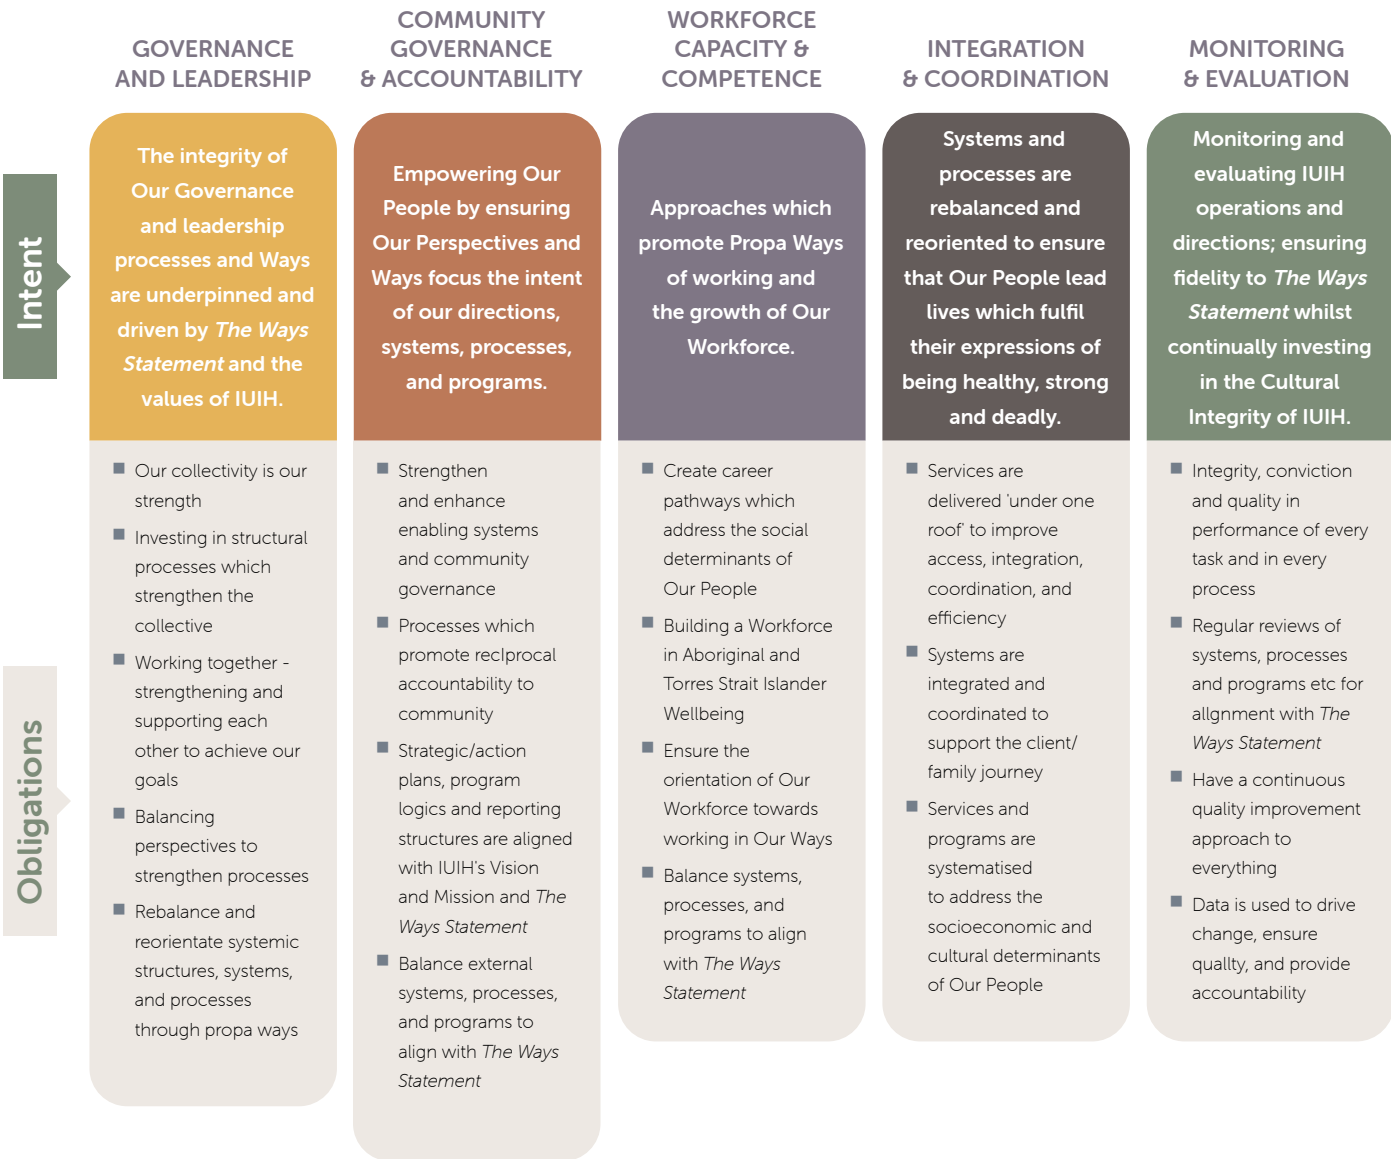 GOVERNANCE
AND LEADERSHIP
COMMUNITY
GOVERNANCE
& ACCOUNTABILITY
WORKFORCE
CAPACITY &
COMPETENCE
INTEGRATION
& COORDINATION
MONITORING
& EVALUATION
Intent
The integrity of
Our Governance
and leadership
processes and Ways
are underpinned and
driven by The Ways
Statement and the
values of IUIH.
Empowering Our
People by ensuring
Our Perspectives and
Ways focus the intent
of our directions,
systems, processes,
and programs.
Approaches which
promote Propa Ways
of working and
the growth of Our
Workforce.
Systems and
processes are
rebalanced and
reoriented to ensure
that Our People lead
lives which fulfil
their expressions of
being healthy, strong
and deadly.
Monitoring and
evaluating IUIH
operations and
directions; ensuring
fidelity to The Ways
Statement whilst
continually investing
in the Cultural
Integrity of IUIH.
Obligations
Our collectivity is our
strength
Investing in structural
processes which
strengthen the
collective
Working together -
strengthening and
supporting each
other to achieve our
goals
Balancing
perspectives to
strengthen processes
Rebalance and
reorientate systemic
structures, systems,
and processes
through propa ways
Strengthen
and enhance
enabling systems
and community
governance
Processes which
promote recIprocal
accountability to
community
Strategic/action
plans, program
logics and reporting
structures are aligned
with IUIH's Vision
and Mission and The
Ways Statement
Balance external
systems, processes,
and programs to
align with The Ways
Statement
Create career
pathways which
address the social
determinants of
Our People
Building a Workforce
in Aboriginal and
Torres Strait Islander
Wellbeing
Ensure the
orientation of Our
Workforce towards
working in Our Ways
Balance systems,
processes, and
programs to align
with The Ways
Statement
Services are
delivered 'under one
roof' to improve
access, integration,
coordination, and
efficiency
Systems are
integrated and
coordinated to
support the client/
family journey
Services and
programs are
systematised
to address the
socioeconomic and
cultural determinants
of Our People
Integrity, conviction
and quality in
performance of every
task and in every
process
Regular reviews of
systems, processes
and programs etc for
allgnment with The
Ways Statement
Have a continuous
quality improvement
approach to
everything
Data is used to drive
change, ensure
quallty, and provide
accountability